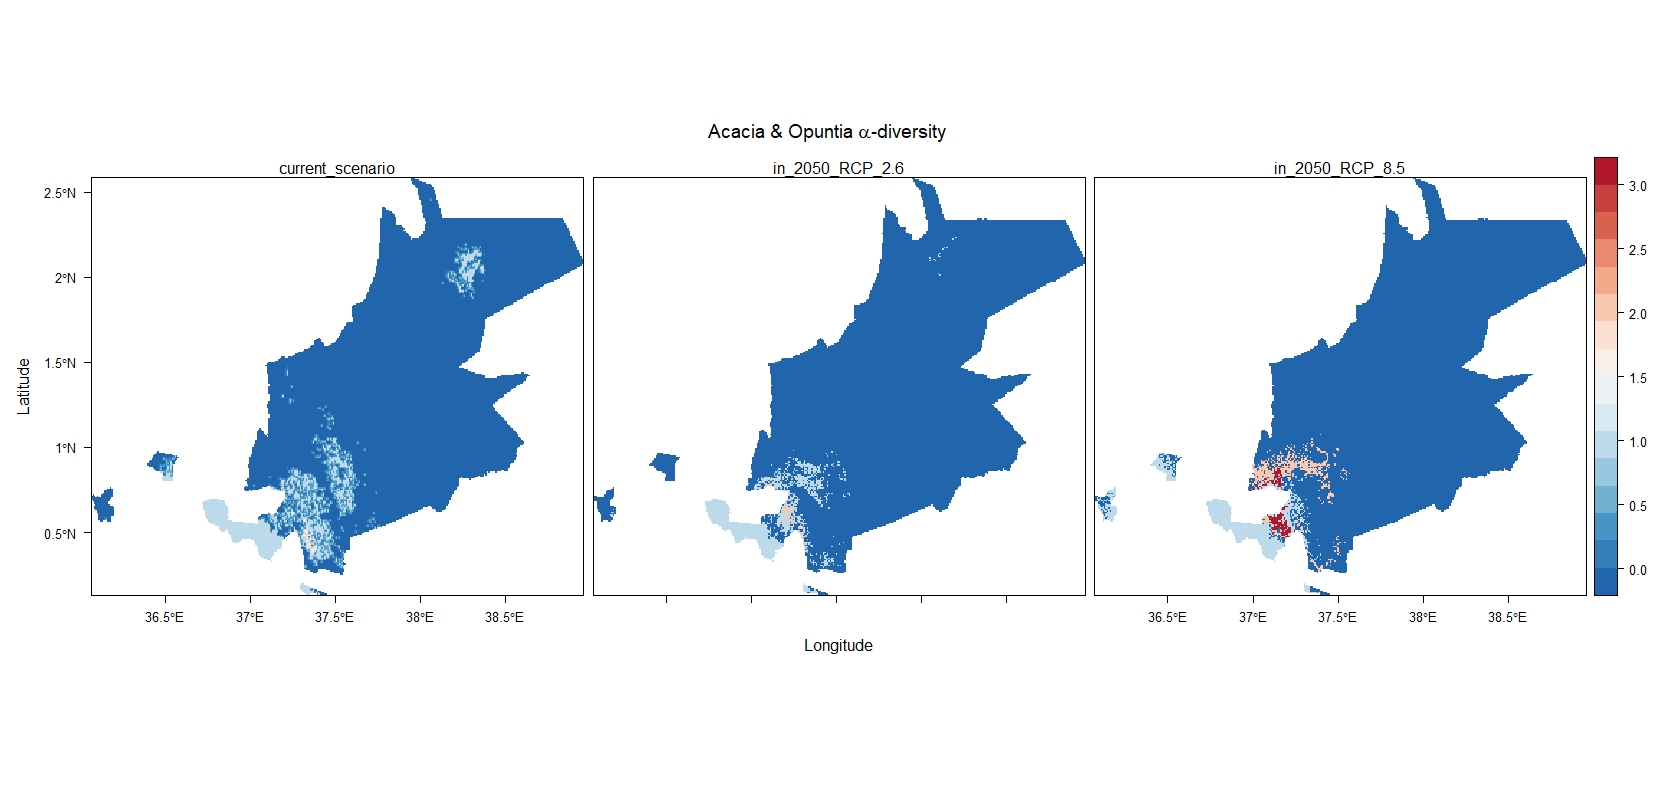 Acacia & Opuntia α-diversity
current_scenario
in_2050_RCP_2.6
in_2050_RCP_8.5
2.5°N
2°N
1.5°N
1°N
0.5°N
Latitude
36.5°E 37°E 37.5°E 38°E 38.5°E
36.5°E 37°E 37.5°E 38°E 38.5°E
Longitude
3.0
2.5
2.0
1.5
1.0
0.5
0.0